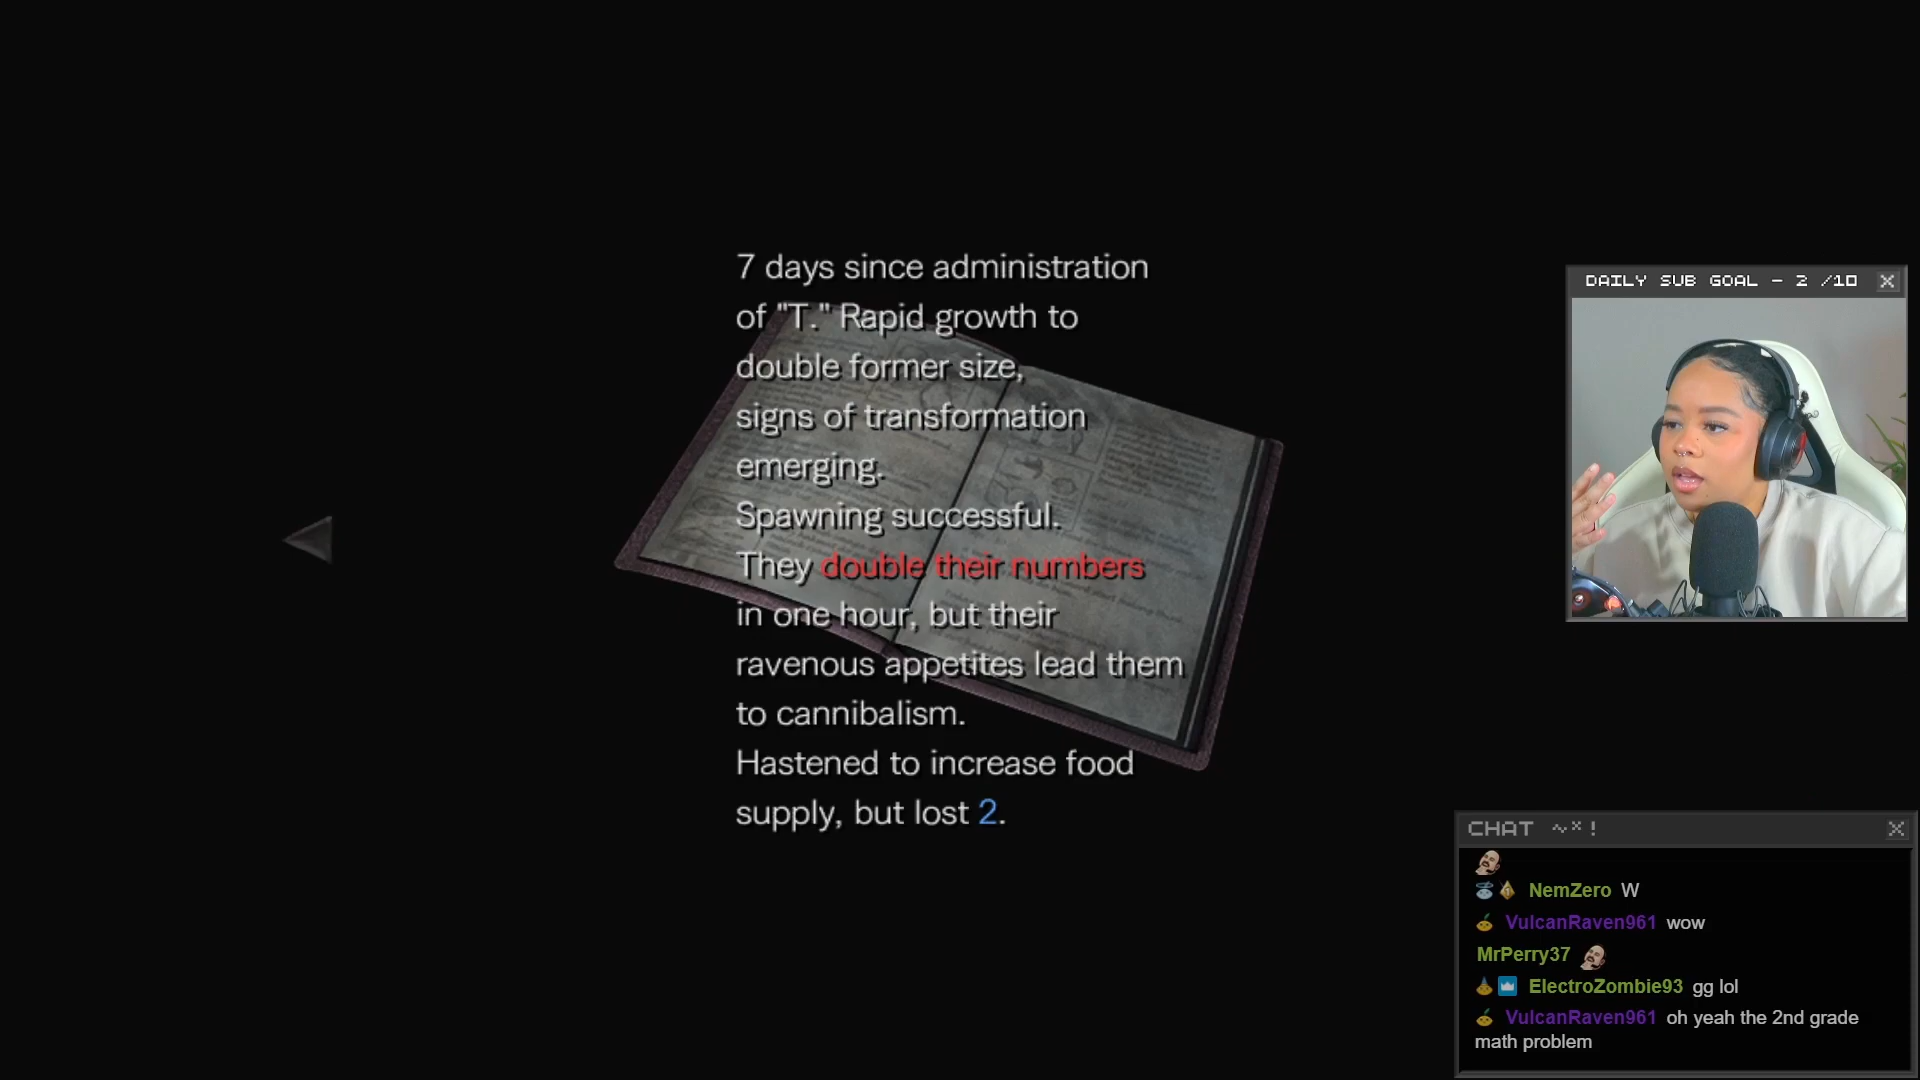 7 days since administration
of "T." Rapid growth to
double former size,
signs of transformation
emerging.
Spawning successful.
They double their numbers
in one hour, but their
ravenous appetites lead them
to cannibalism.
Hastened to increase food
supply, but lost 2.
DAILY SUB GOAL - 2 /10
CHAT ~* !
NemZero W
VulcanRaven961 wow
MrPerry37
ElectroZombie93 gg lol
VulcanRaven961 oh yeah the 2nd grade
math problem